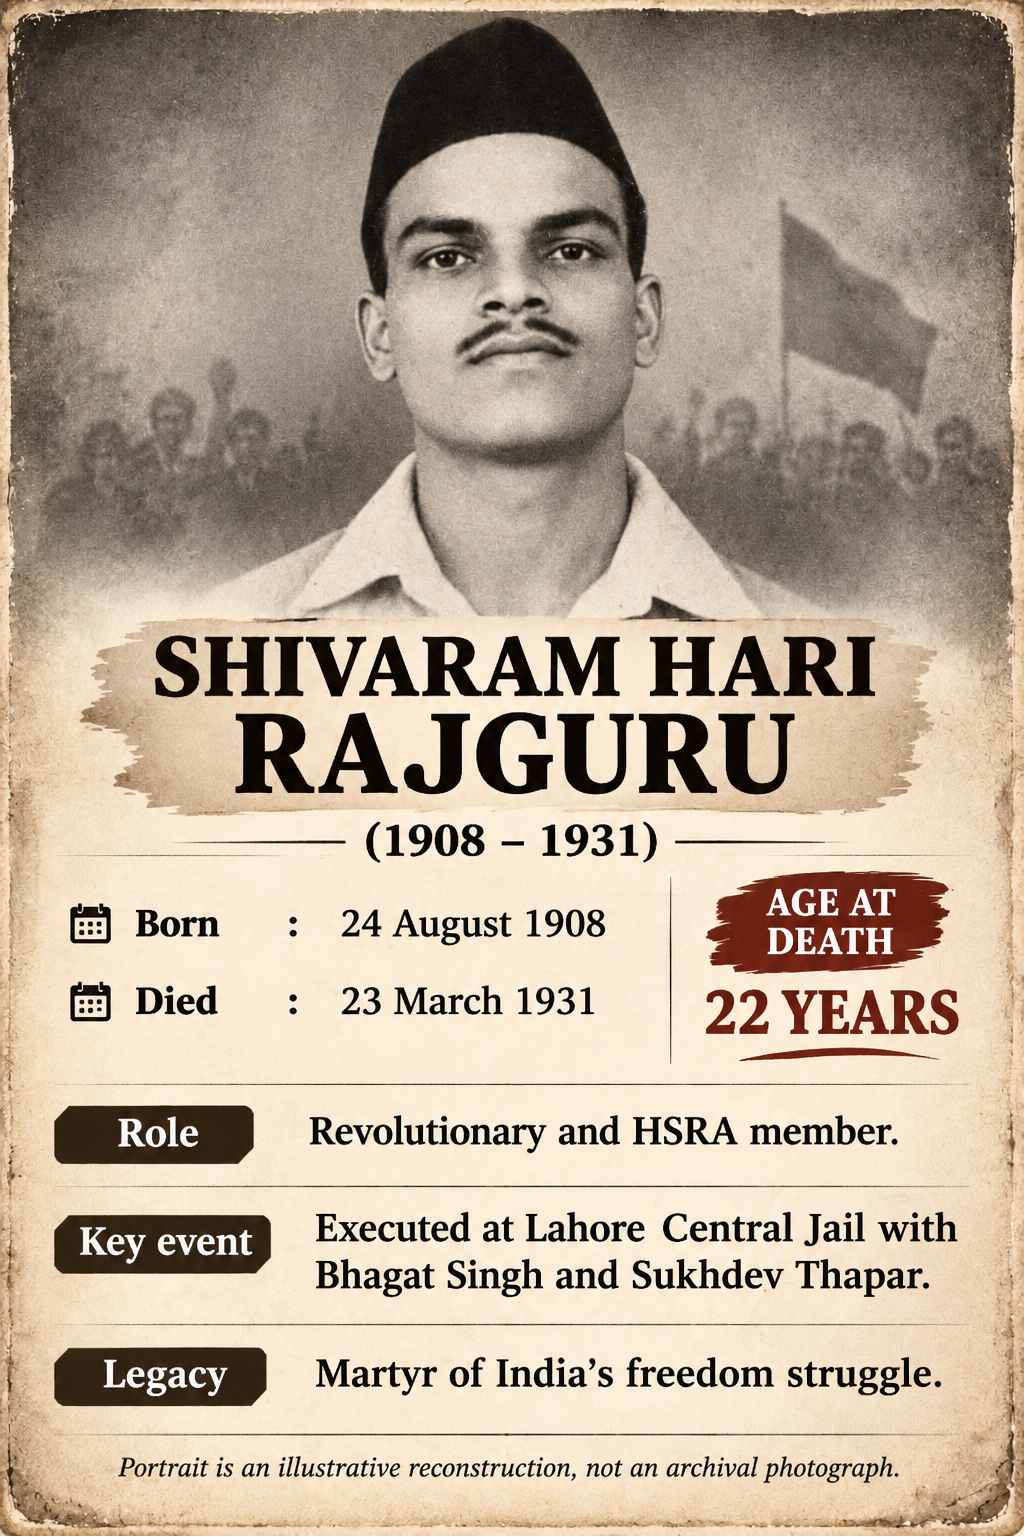 SHIVARAM HARI
RAJGURU
(1908 – 1931)
Born : 24 August 1908
Died : 23 March 1931
AGE AT
DEATH
22 YEARS
Role
Revolutionary and HSRA member.
Key event
Executed at Lahore Central Jail with
Bhagat Singh and Sukhdev Thapar.
Legacy
Martyr of India’s freedom struggle.
Portrait is an illustrative reconstruction, not an archival photograph.